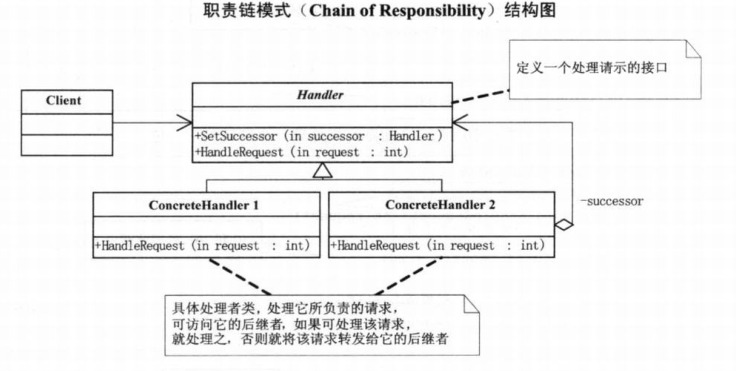 职责链模式（Chain of Responsibility）结构图
定义一个处理请示的接口
Client
Handler
+SetSuccessor (in successor : Handler)
+HandleRequest (in request : int)
ConcreteHandler 1
ConcreteHandler 2
-successor
+HandleRequest (in request : int)
+HandleRequest (in request : int)
具体处理者类，处理它所负责的请求，
可访问它的后继者，如果可处理该请求，
就处理之，否则就将该请求转发给它的后继者